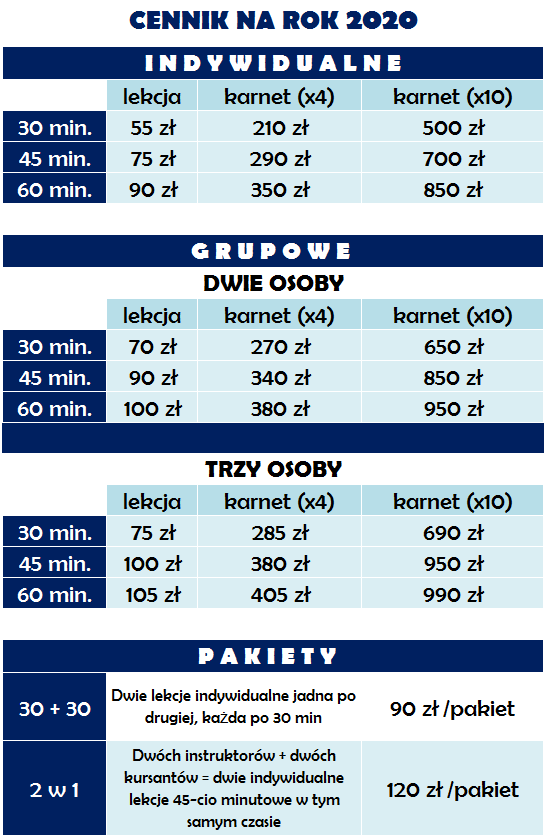 CENNIK NA ROK 2020
INDYWIDUALNE
lekcja karnet (x4) karnet (x10)
30 min. 55 zł 210 zł 500 zł
45 min. 75 zł 290 zł 700 zł
60 min. 90 zł 350 zł 850 zł
GRUPOWE
DWIE OSOBY
lekcja karnet (x4) karnet (x10)
30 min. 70 zł 270 zł 650 zł
45 min. 90 zł 340 zł 850 zł
60 min. 100 zł 380 zł 950 zł
TRZY OSOBY
lekcja karnet (x4) karnet (x10)
30 min. 75 zł 285 zł 690 zł
45 min. 100 zł 380 zł 950 zł
60 min. 105 zł 405 zł 990 zł
PAKIETY
30 + 30
Dwie lekcje indywidualne jadna po
drugiej, każda po 30 min
90 zł /pakiet
2 w 1
Dwóch instruktorów + dwóch
kursantów = dwie indywidualne
lekcje 45-cio minutowe w tym
samym czasie
120 zł /pakiet